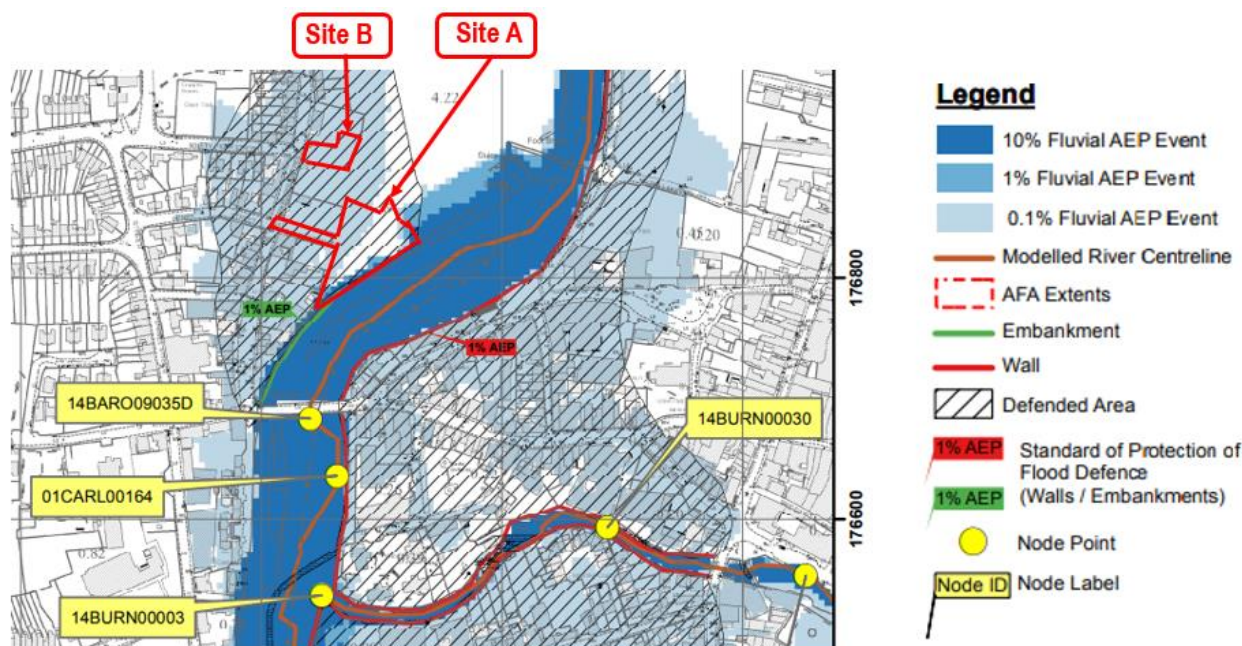 Site B
Site A
4.22
0.20
176800
1% AEP
1% AEP
14BARO09035D
14BURN00030
01CARL00164
176600
0.82
14BURN00003
Legend
10% Fluvial AEP Event
1% Fluvial AEP Event
0.1% Fluvial AEP Event
Modelled River Centreline
AFA Extents
Embankment
Wall
Defended Area
1% AEP
1% AEP
Standard of Protection of
Flood Defence
(Walls / Embankments)
Node Point
Node ID
Node Label